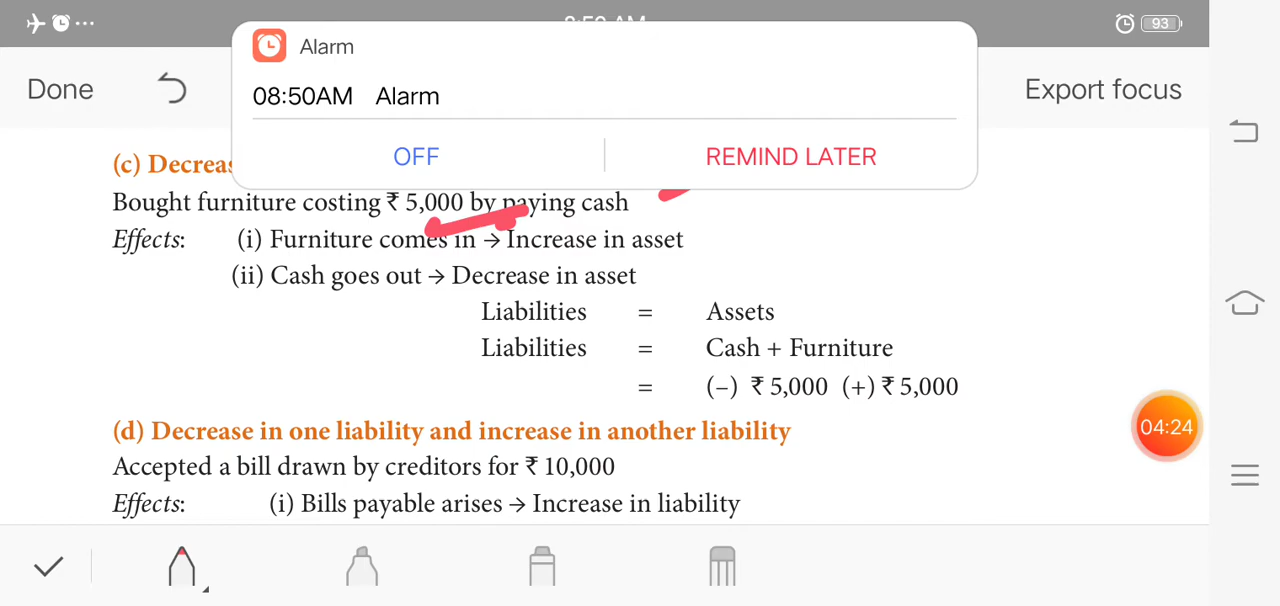 93
Alarm
Done
Export focus
08:50AM Alarm
OFF
REMIND LATER
(c)
Bought furniture costing ₹ 5,000 by paying cash
Effects: (i) Furniture comes in → Increase in asset
(ii) Cash goes out → Decrease in asset
Liabilities = Assets
Liabilities = Cash + Furniture
= (–) ₹ 5,000 (+) ₹ 5,000
04:24
(d) Decrease in one liability and increase in another liability
Accepted a bill drawn by creditors for ₹ 10,000
Effects: (i) Bills payable arises → Increase in liability